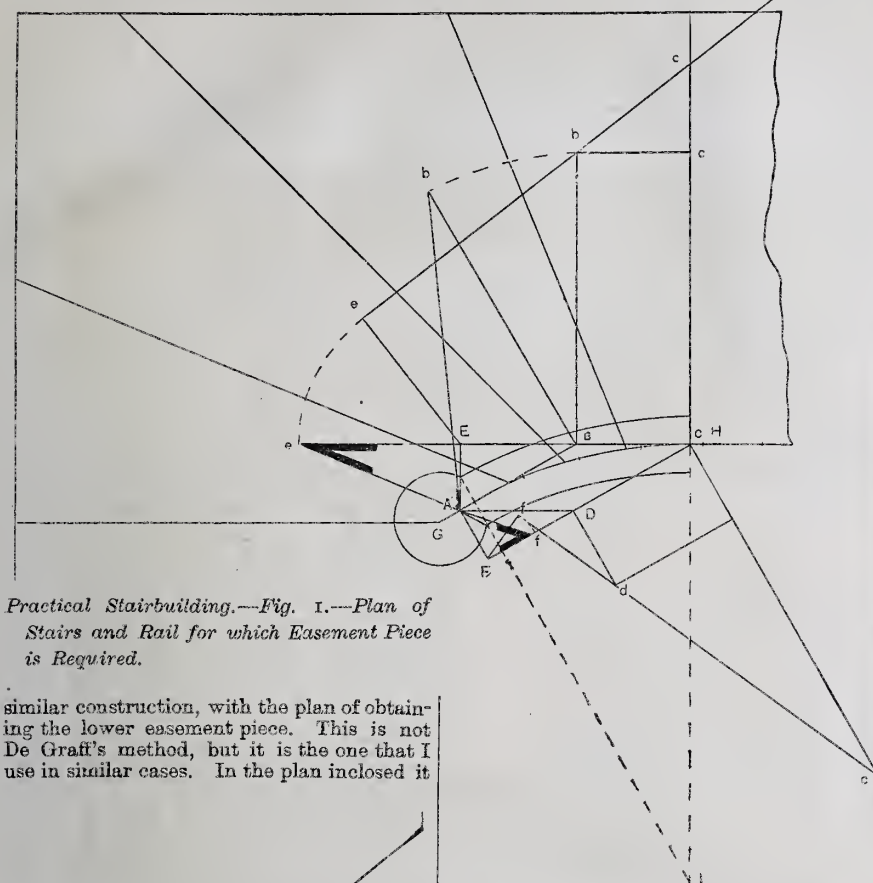 c
b
c
b
e
E
B
c H
e
A
f
D
G
f
E
d
c
Practical Stairbuilding.—Fig. 1.—Plan of
Stairs and Rail for which Easement Piece
is Required.
similar construction, with the plan of obtain-
ing the lower easement piece. This is not
De Graff's method, but it is the one that I
use in similar cases. In the plan inclosed it